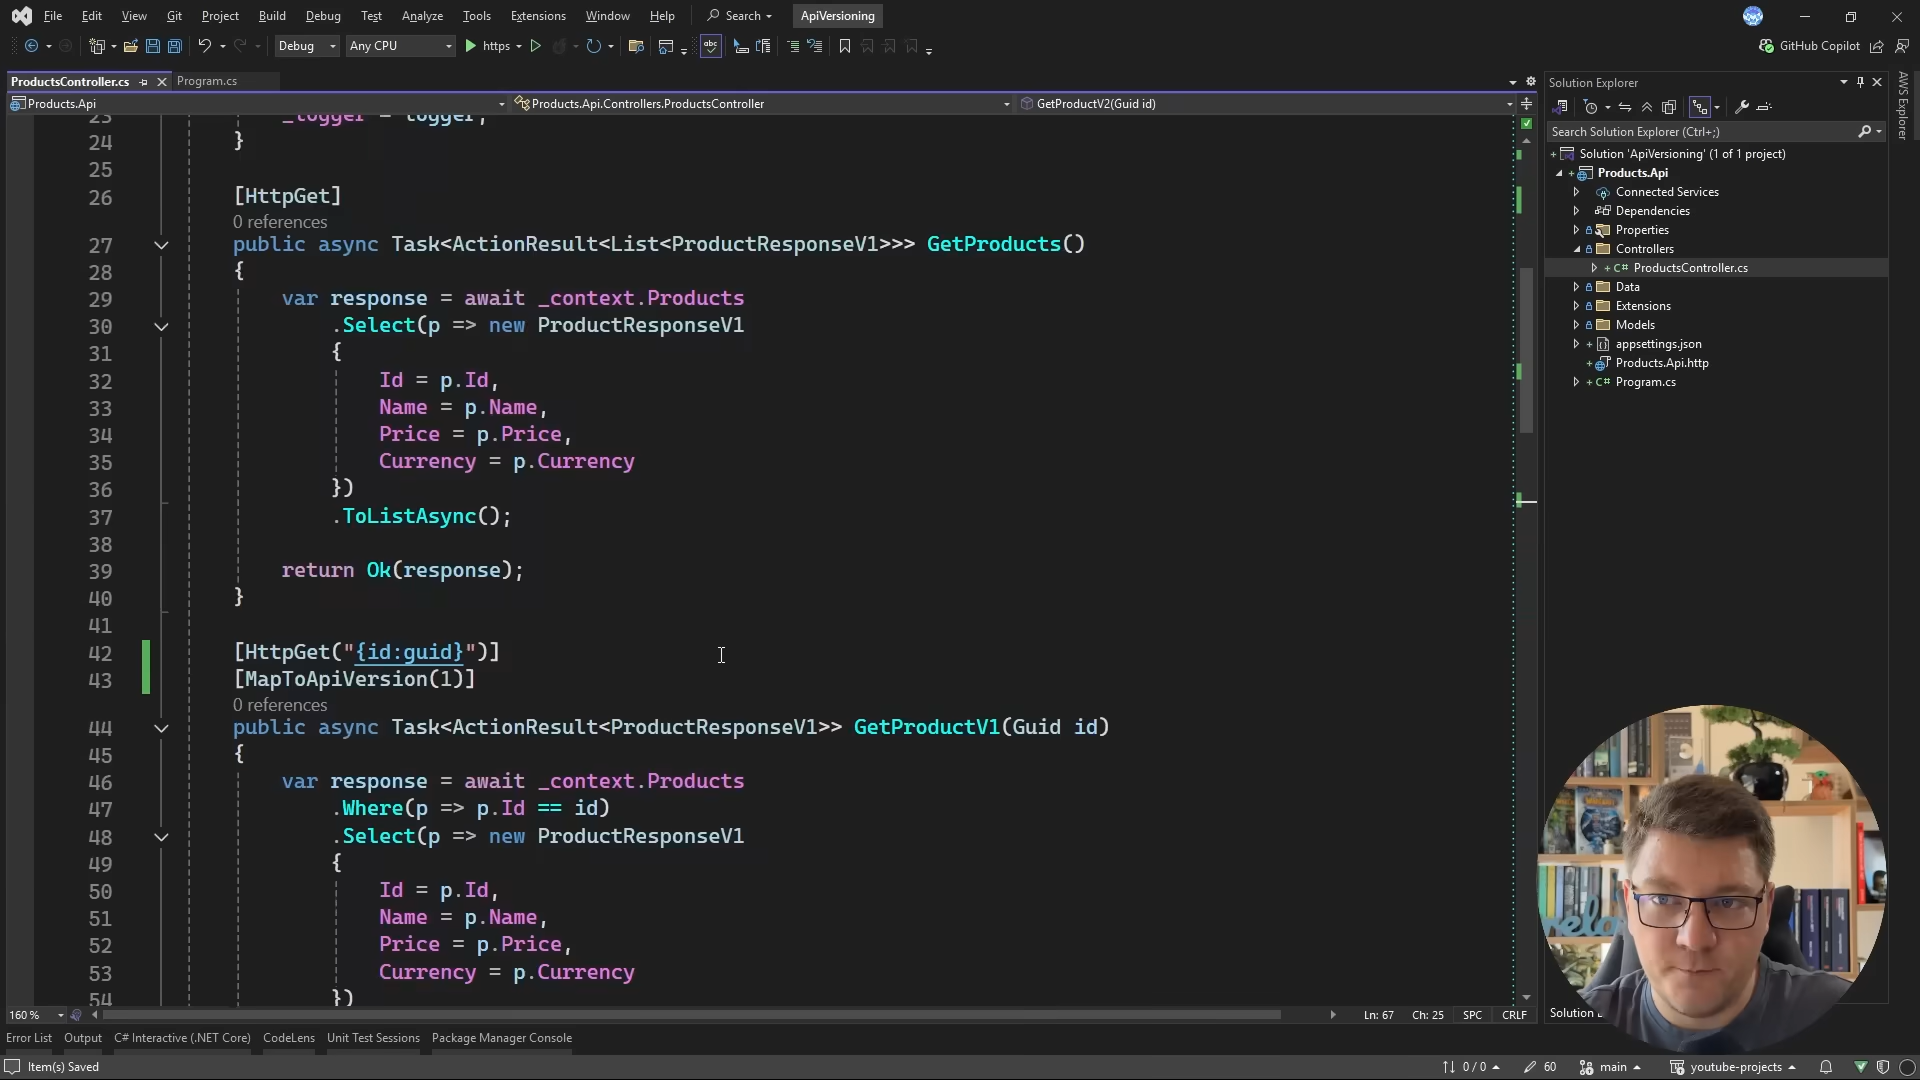 File Edit View Git Project Build Debug Test Analyze Tools Extensions Window Help Search ApiVersioning
Debug Any CPU https GitHub Copilot
ProductsController.cs Program.cs
Products.Api Products.Api.Controllers.ProductsController GetProductV2(Guid id)
23 _logger = logger;
24 }
25
26 [HttpGet]
0 references
27 public async Task<ActionResult<List<ProductResponseV1>>> GetProducts()
28 {
29 var response = await _context.Products
30 .Select(p => new ProductResponseV1
31 {
32 Id = p.Id,
33 Name = p.Name,
34 Price = p.Price,
35 Currency = p.Currency
36 })
37 .ToListAsync();
38
39 return Ok(response);
40 }
41
42 [HttpGet("{id:guid}")]
43 [MapToApiVersion(1)]
0 references
44 public async Task<ActionResult<ProductResponseV1>> GetProductV1(Guid id)
45 {
46 var response = await _context.Products
47 .Where(p => p.Id == id)
48 .Select(p => new ProductResponseV1
49 {
50 Id = p.Id,
51 Name = p.Name,
52 Price = p.Price,
53 Currency = p.Currency
54 })
160 % Ln: 67 Ch: 25 SPC CRLF
Error List Output C# Interactive (.NET Core) CodeLens Unit Test Sessions Package Manager Console
Item(s) Saved 0 / 0 60 main youtube-projects
Solution Explorer
Search Solution Explorer (Ctrl+;)
Solution 'ApiVersioning' (1 of 1 project)
Products.Api
Connected Services
Dependencies
Properties
Controllers
C# ProductsController.cs
Data
Extensions
Models
appsettings.json
Products.Api.http
C# Program.cs
Solution
AWS Explorer